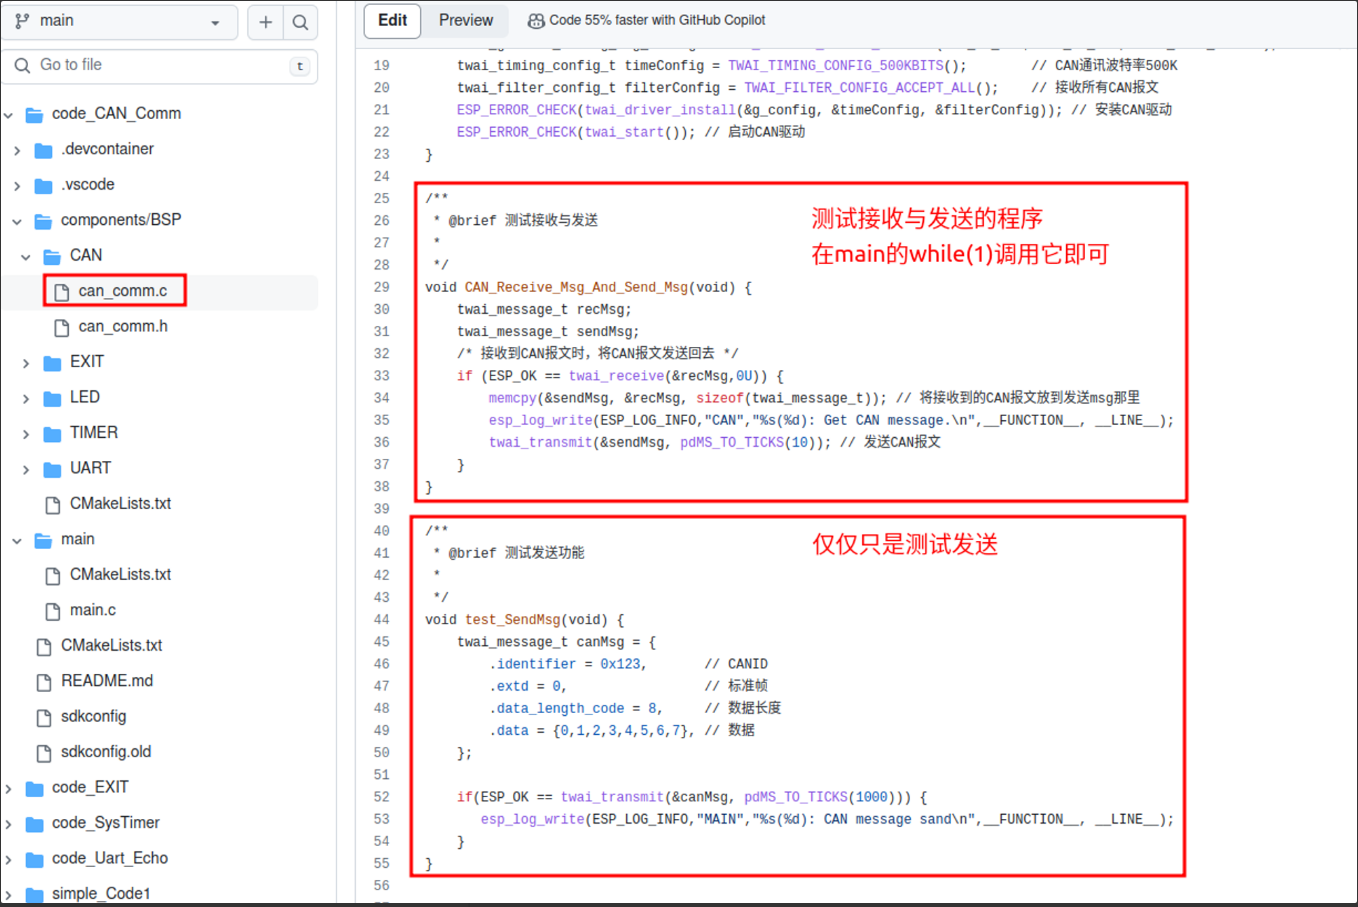 main
Go to file
t
code_CAN_Comm
.devcontainer
.vscode
components/BSP
CAN
can_comm.c
can_comm.h
EXIT
LED
TIMER
UART
CMakeLists.txt
main
CMakeLists.txt
main.c
CMakeLists.txt
README.md
sdkconfig
sdkconfig.old
code_EXIT
code_SysTimer
code_Uart_Echo
simple_Code1
Edit Preview Code 55% faster with GitHub Copilot
19 twai_timing_config_t timeConfig = TWAI_TIMING_CONFIG_500KBITS(); // CAN通讯波特率500K
20 twai_filter_config_t filterConfig = TWAI_FILTER_CONFIG_ACCEPT_ALL(); // 接收所有CAN报文
21 ESP_ERROR_CHECK(twai_driver_install(&g_config, &timeConfig, &filterConfig)); // 安装CAN驱动
22 ESP_ERROR_CHECK(twai_start()); // 启动CAN驱动
23 }
24
25 /**
26 * @brief 测试接收与发送
27 *
28 */
测试接收与发送的程序
在main的while(1)调用它即可
29 void CAN_Receive_Msg_And_Send_Msg(void) {
30 twai_message_t recMsg;
31 twai_message_t sendMsg;
32 /* 接收到CAN报文时，将CAN报文发送回去 */
33 if (ESP_OK == twai_receive(&recMsg,0U)) {
34 memcpy(&sendMsg, &recMsg, sizeof(twai_message_t)); // 将接收到的CAN报文放到发送msg那里
35 esp_log_write(ESP_LOG_INFO,"CAN","%s(%d): Get CAN message.\n",__FUNCTION__, __LINE__);
36 twai_transmit(&sendMsg, pdMS_TO_TICKS(10)); // 发送CAN报文
37 }
38 }
39
40 /**
41 * @brief 测试发送功能
42 *
43 */
仅仅只是测试发送
44 void test_SendMsg(void) {
45 twai_message_t canMsg = {
46 .identifier = 0x123, // CANID
47 .extd = 0, // 标准帧
48 .data_length_code = 8, // 数据长度
49 .data = {0,1,2,3,4,5,6,7}, // 数据
50 };
51
52 if(ESP_OK == twai_transmit(&canMsg, pdMS_TO_TICKS(1000))) {
53 esp_log_write(ESP_LOG_INFO,"MAIN","%s(%d): CAN message sand\n",__FUNCTION__, __LINE__);
54 }
55 }
56